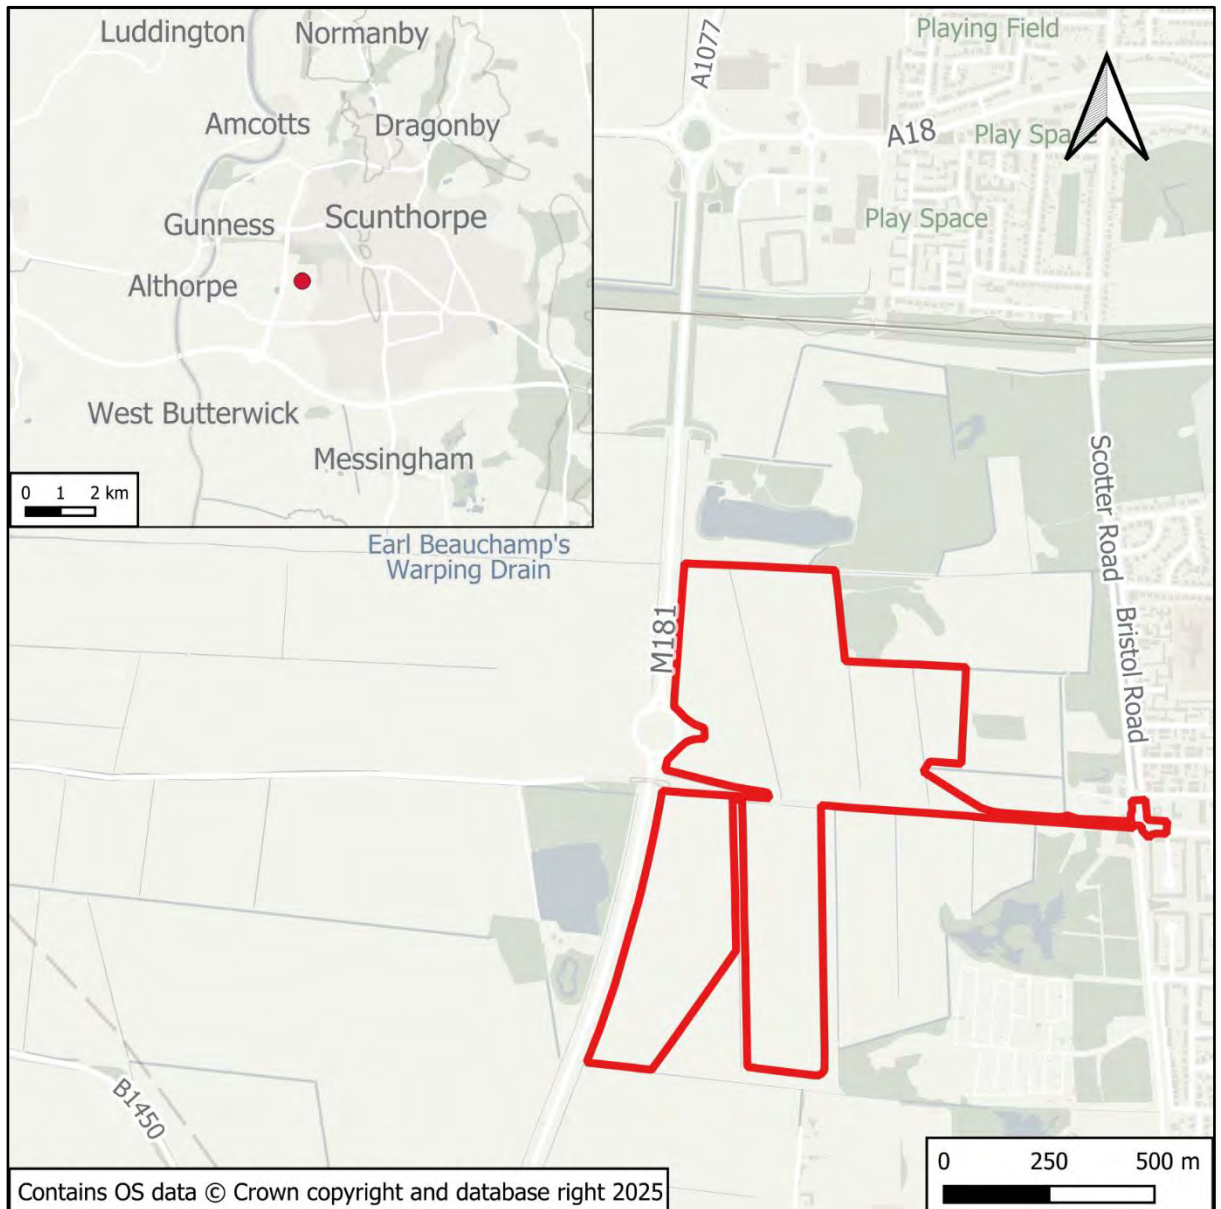 Luddington
Normanby
Amcotts
Dragonby
Gunness
Scunthorpe
Althorpe
West Butterwick
Messingham
0 1 2 km
A1077
Playing Field
A18
Play Space
Play Space
Scotter Road
Bristol Road
Earl Beauchamp's
Warping Drain
M181
B1450
0 250 500 m
Contains OS data © Crown copyright and database right 2025